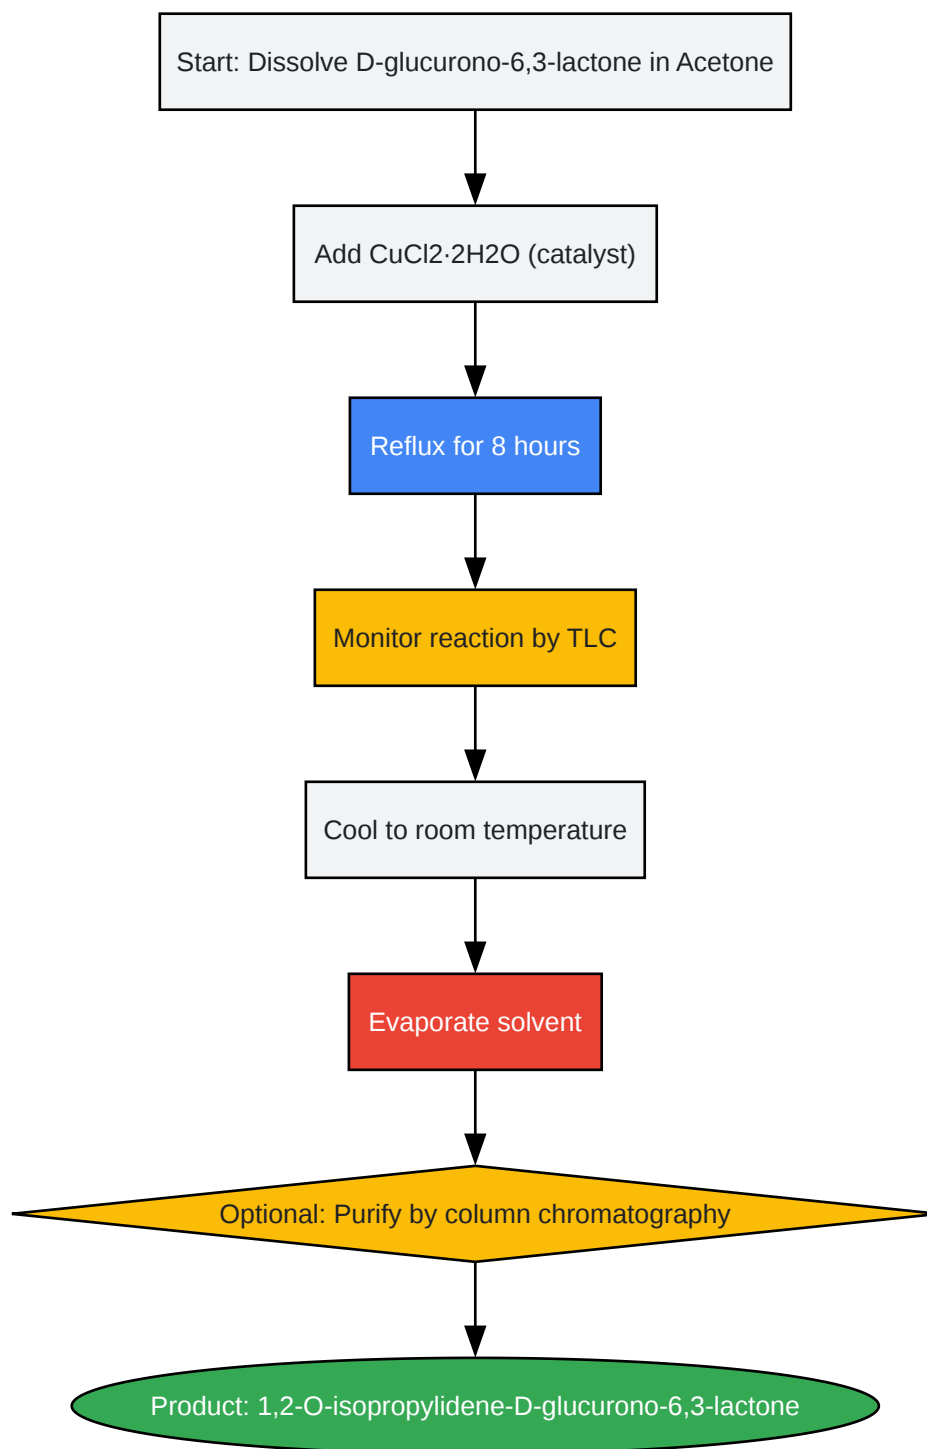 Start: Dissolve D-glucurono-6,3-lactone in Acetone
Add CuCl2·2H2O (catalyst)
Reflux for 8 hours
Monitor reaction by TLC
Cool to room temperature
Evaporate solvent
Optional: Purify by column chromatography
Product: 1,2-O-isopropylidene-D-glucurono-6,3-lactone